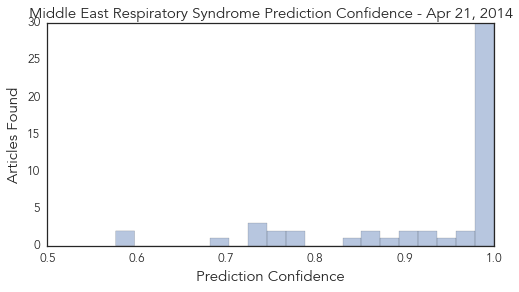 Middle East Respiratory Syndrome Prediction Confidence - Apr 21, 2014
30
25
20
15
10
5
0
Articles Found
0.5 0.6 0.7 0.8 0.9 1.0
Prediction Confidence